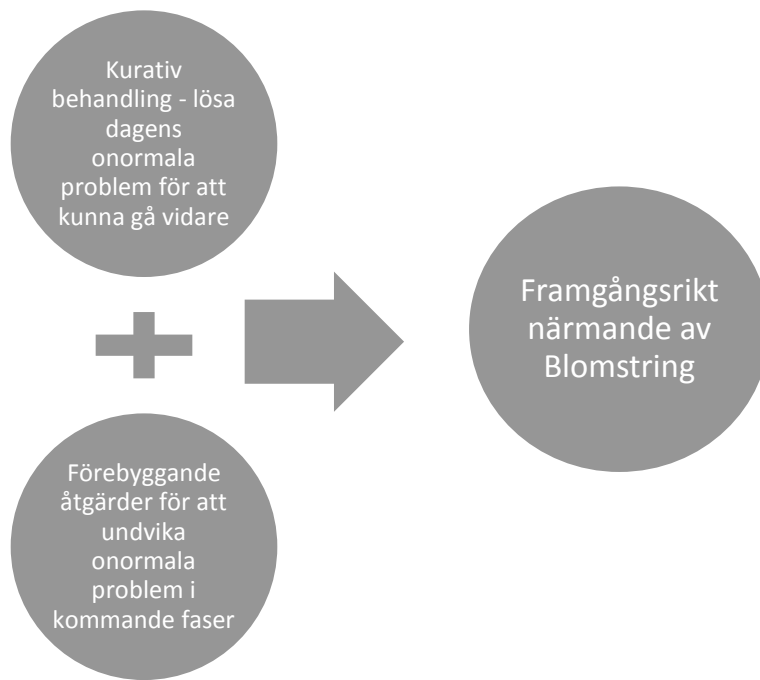 Kurativ
behandling - lösa
dagens
onormala
problem för att
kunna gå vidare
Förebyggande
åtgärder för att
undvika
onormala
problem i
kommande faser
Framgångsrikt
närmande av
Blomstring